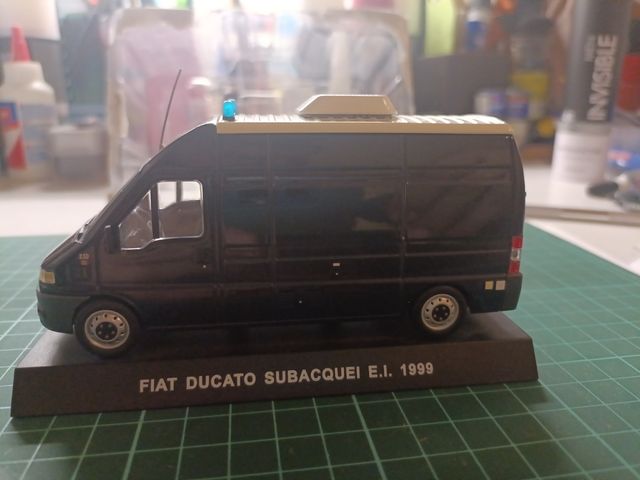 INVISIBLE
FIAT DUCATO SUBACQUEI E.I. 1999